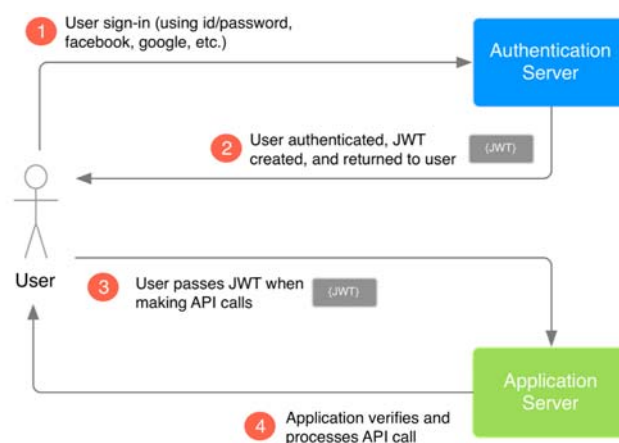 1
User sign-in (using id/password,
facebook, google, etc.)
Authentication
Server
2
User authenticated, JWT
created, and returned to user
{JWT}
User
3
User passes JWT when
making API calls
{JWT}
Application
Server
4
Application verifies and
processes API call